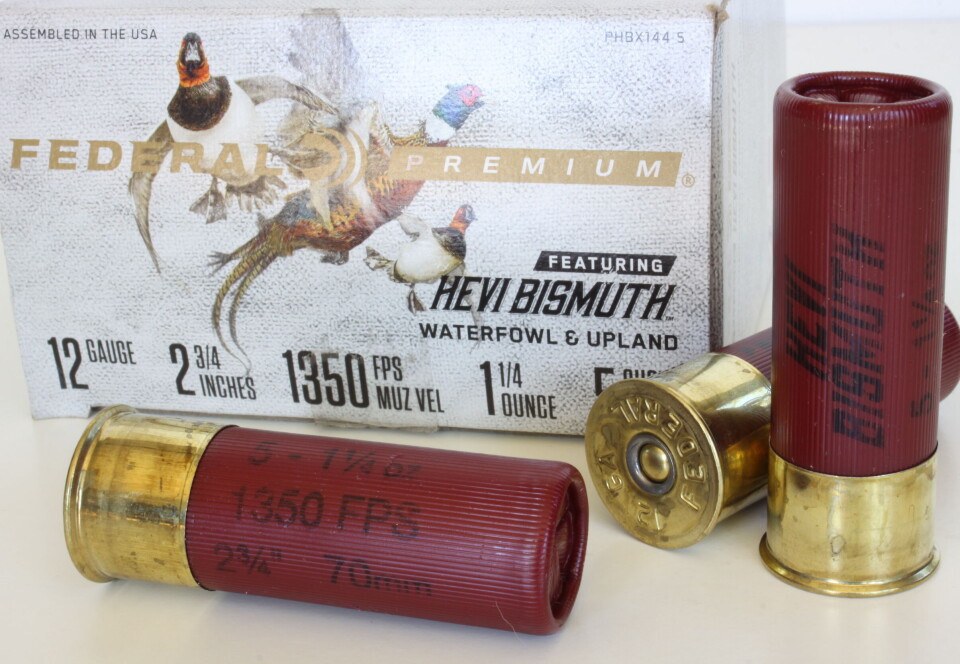 ASSEMBLED IN THE USA
PHBX144 5
FEDERAL PREMIUM®
FEATURING
HEVI BISMUTH™
WATERFOWL & UPLAND
12 GAUGE
2 3/4 INCHES
1350 FPS MUZ VEL
1 1/4 OUNCE
5 - 1¼ oz
1350 FPS
2¾" 70mm
FEDERAL
12 GA
HEVI
BISMUTH